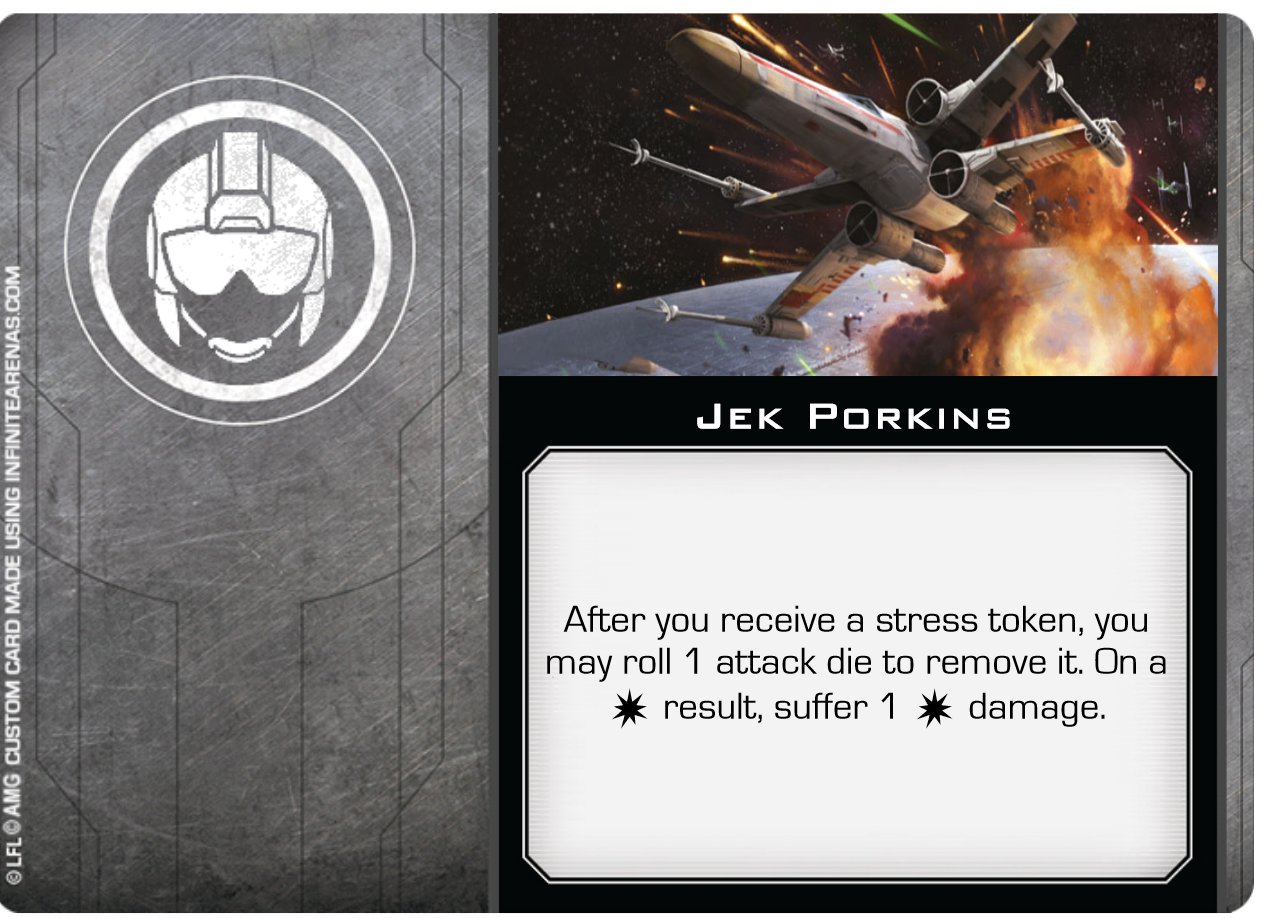 JEK PORKINS
After you receive a stress token, you
may roll 1 attack die to remove it. On a
result, suffer 1 damage.
© LFL © AMG CUSTOM CARD MADE USING INFINITEARENAS.COM